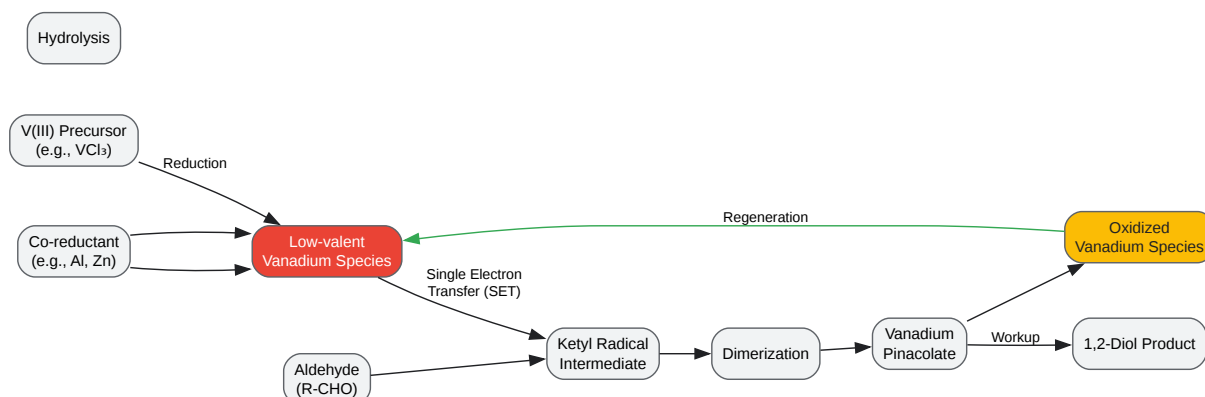 Hydrolysis
V(III) Precursor
(e.g., VCl₃)
Reduction
Co-reductant
(e.g., Al, Zn)
Low-valent
Vanadium Species
Regeneration
Oxidized
Vanadium Species
Single Electron
Transfer (SET)
Aldehyde
(R-CHO)
Ketyl Radical
Intermediate
Dimerization
Vanadium
Pinacolate
Workup
1,2-Diol Product